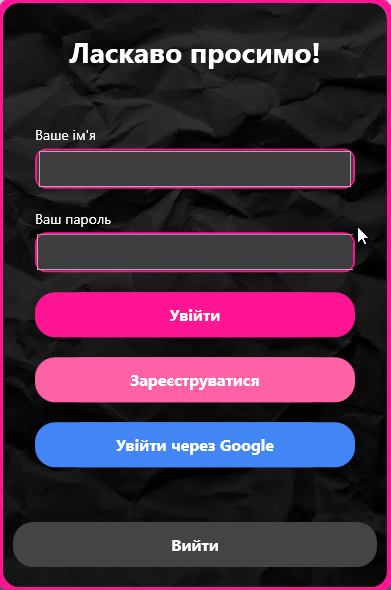 Ласкаво просимо!
Ваше ім'я
Ваш пароль
Увійти
Зареєструватися
Увійти через Google
Вийти